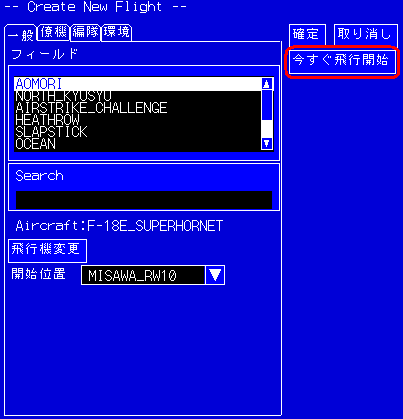 -- Create New Flight --
一般 僚機 編隊 環境
確定 取り消し
今すぐ飛行開始
フィールド
AOMORI
NORTH_KYUSYU
AIRSTRIKE_CHALLENGE
HEATHROW
SLAPSTICK
OCEAN
Search
Aircraft:F-18E_SUPERHORNET
飛行機変更
開始位置 MISAWA_RW10